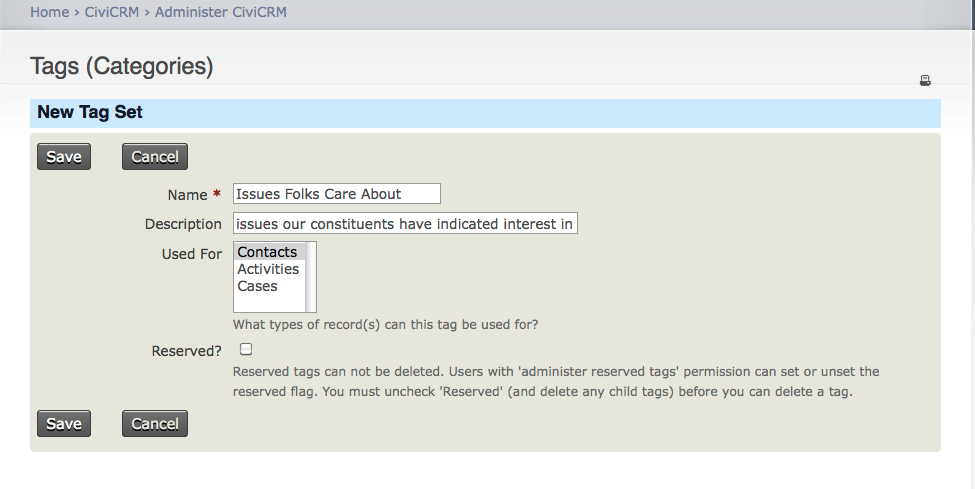 Home › CiviCRM › Administer CiviCRM
Tags (Categories)
New Tag Set
Save Cancel
Name * Issues Folks Care About
Description issues our constituents have indicated interest in
Used For Contacts
Activities
Cases
What types of record(s) can this tag be used for?
Reserved?
Reserved tags can not be deleted. Users with 'administer reserved tags' permission can set or unset the
reserved flag. You must uncheck 'Reserved' (and delete any child tags) before you can delete a tag.
Save Cancel